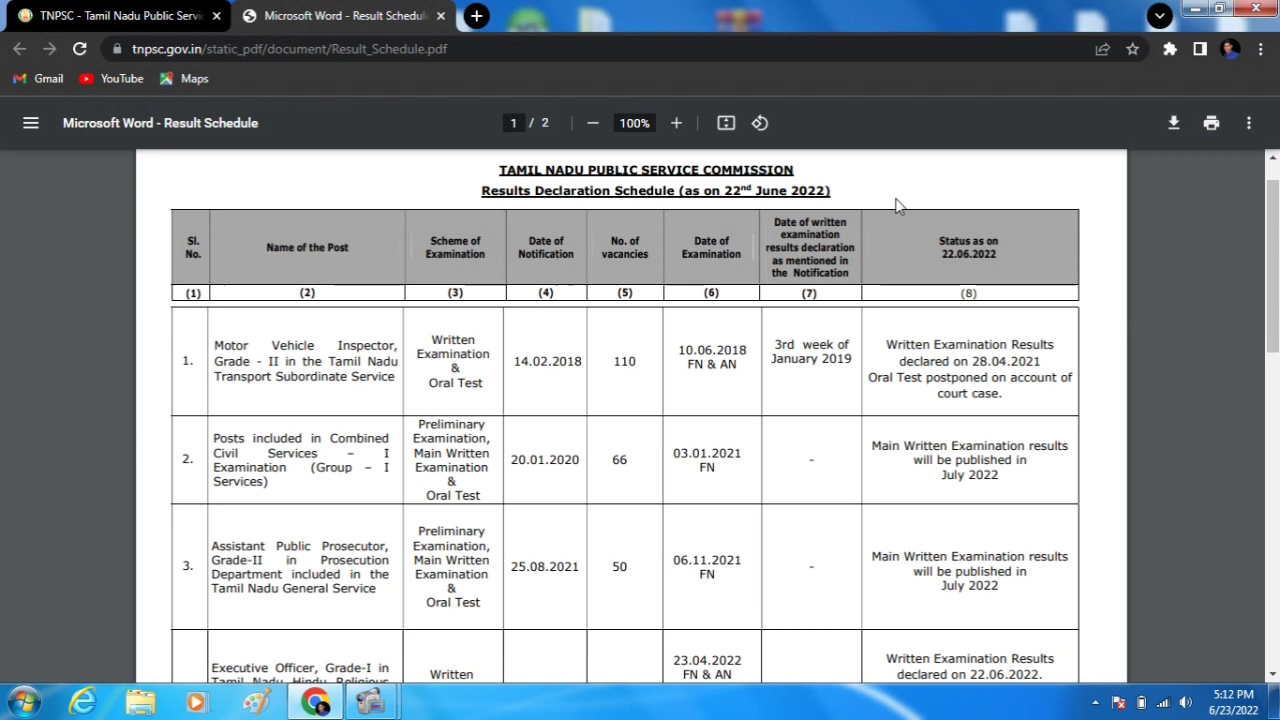 TNPSC - Tamil Nadu Public Servi
Microsoft Word - Result Schedule
tnpsc.gov.in/static_pdf/document/Result_Schedule.pdf
Gmail
YouTube
Maps
Microsoft Word - Result Schedule
1 / 2
100%
TAMIL NADU PUBLIC SERVICE COMMISSION
Results Declaration Schedule (as on 22nd June 2022)
Sl. No.
Name of the Post
Scheme of Examination
Date of Notification
No. of vacancies
Date of Examination
Date of written examination results declaration as mentioned in the Notification
Status as on 22.06.2022
(1)
(2)
(3)
(4)
(5)
(6)
(7)
(8)
1.
Motor Vehicle Inspector,
Grade - II in the Tamil Nadu
Transport Subordinate Service
Written
Examination
&
Oral Test
14.02.2018
110
10.06.2018
FN & AN
3rd week of
January 2019
Written Examination Results
declared on 28.04.2021
Oral Test postponed on account of
court case.
2.
Posts included in Combined
Civil Services – I
Examination (Group – I
Services)
Preliminary
Examination,
Main Written
Examination
&
Oral Test
20.01.2020
66
03.01.2021
FN
-
Main Written Examination results
will be published in
July 2022
3.
Assistant Public Prosecutor,
Grade-II in Prosecution
Department included in the
Tamil Nadu General Service
Preliminary
Examination,
Main Written
Examination
&
Oral Test
25.08.2021
50
06.11.2021
FN
-
Main Written Examination results
will be published in
July 2022
Executive Officer, Grade-I in
Tamil Nadu Hindu Religious
Written
23.04.2022
FN & AN
Written Examination Results
declared on 22.06.2022.
5:12 PM
6/23/2022